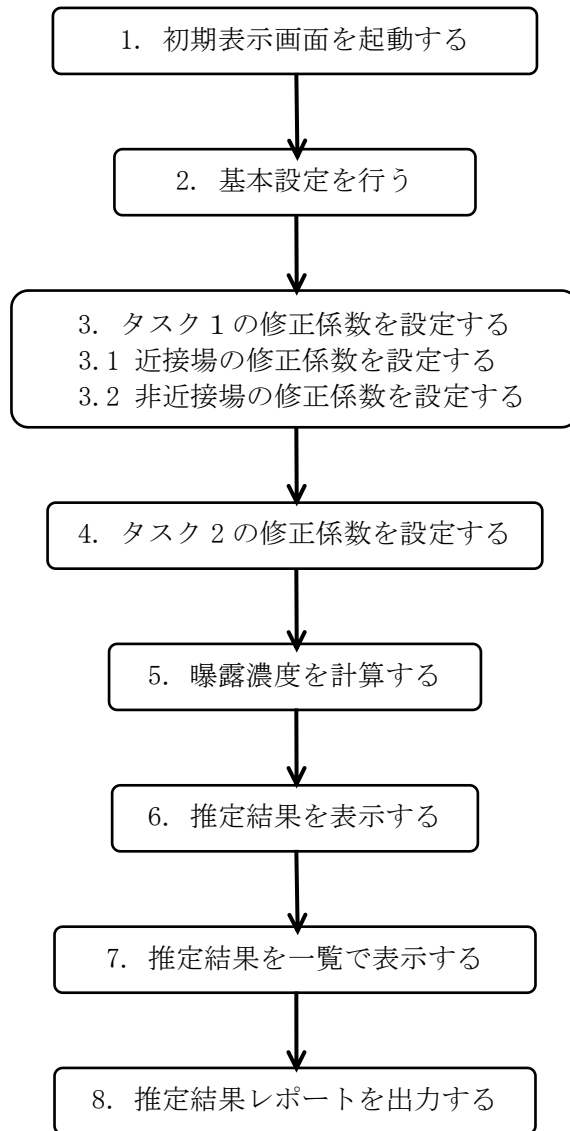 1. 初期表示画面を起動する
2. 基本設定を行う
3. タスク１の修正係数を設定する
3.1 近接場の修正係数を設定する
3.2 非近接場の修正係数を設定する
4. タスク 2 の修正係数を設定する
5. 曝露濃度を計算する
6. 推定結果を表示する
7. 推定結果を一覧で表示する
8. 推定結果レポートを出力する